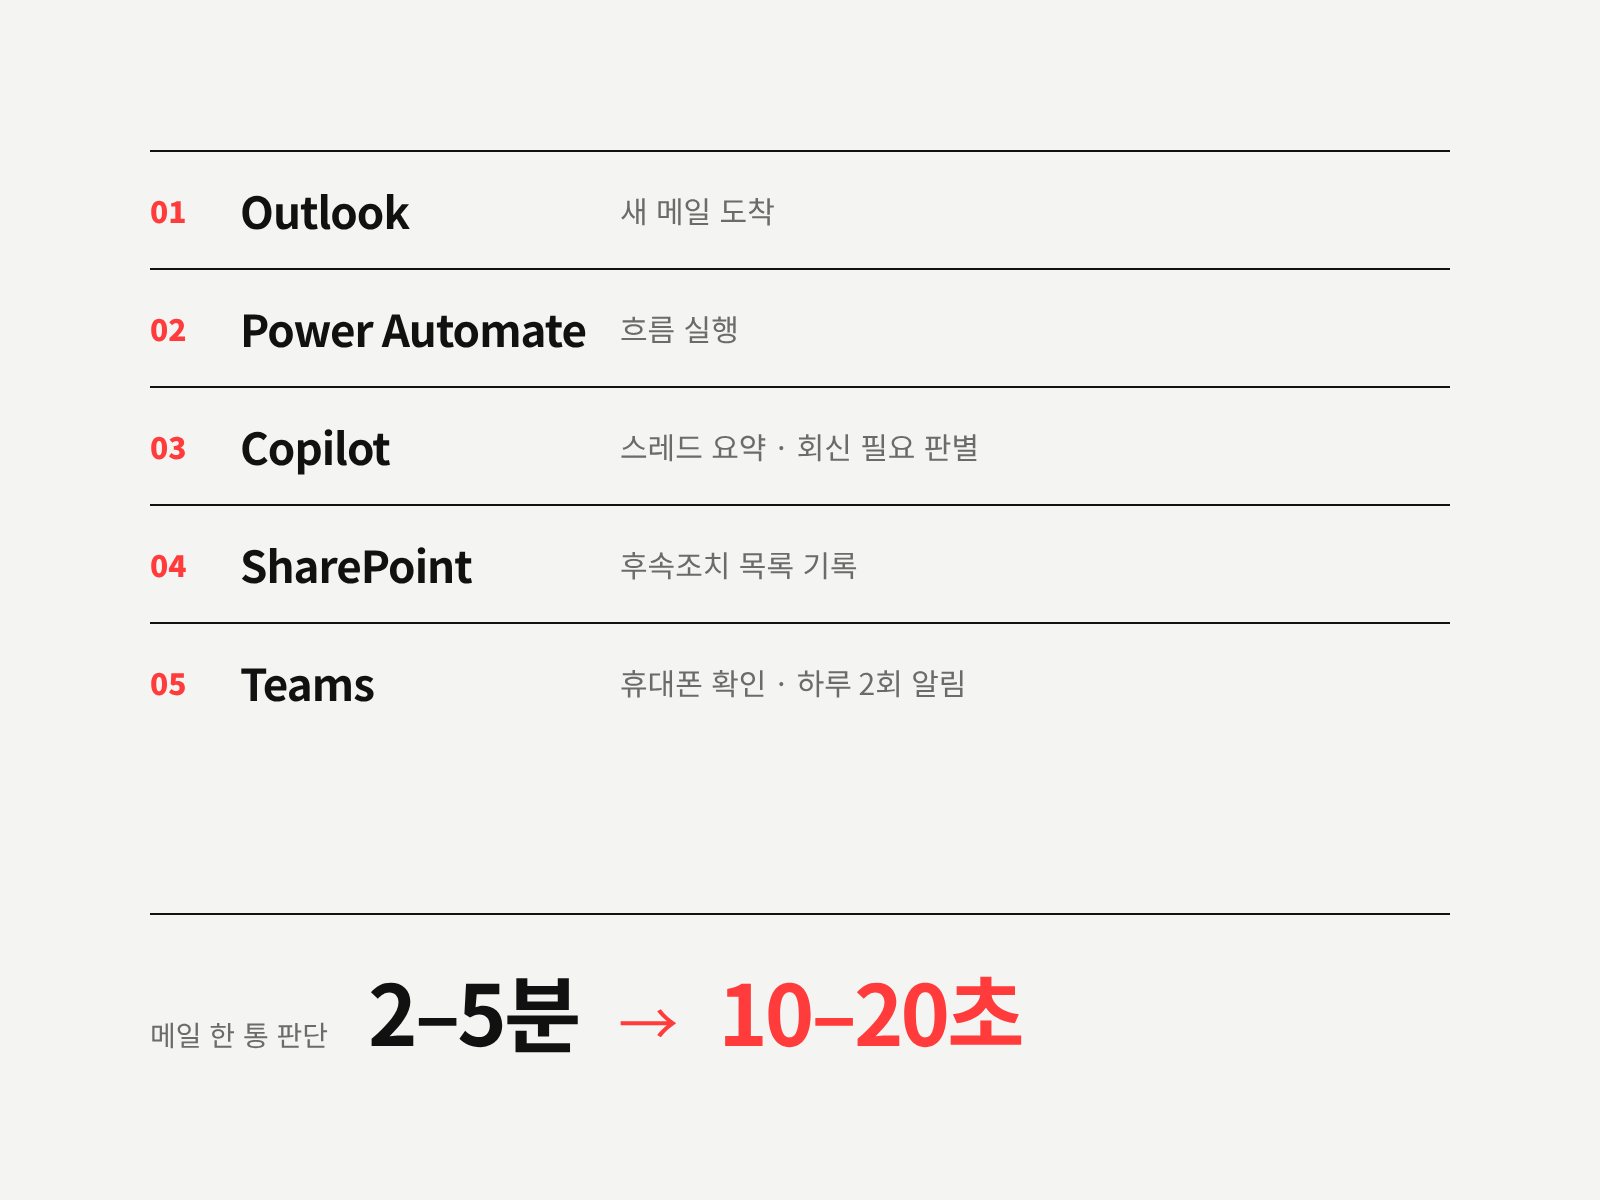 01 Outlook 새 메일 도착
02 Power Automate 흐름 실행
03 Copilot 스레드 요약 · 회신 필요 판별
04 SharePoint 후속조치 목록 기록
05 Teams 휴대폰 확인 · 하루 2회 알림
메일 한 통 판단 2–5분 → 10–20초